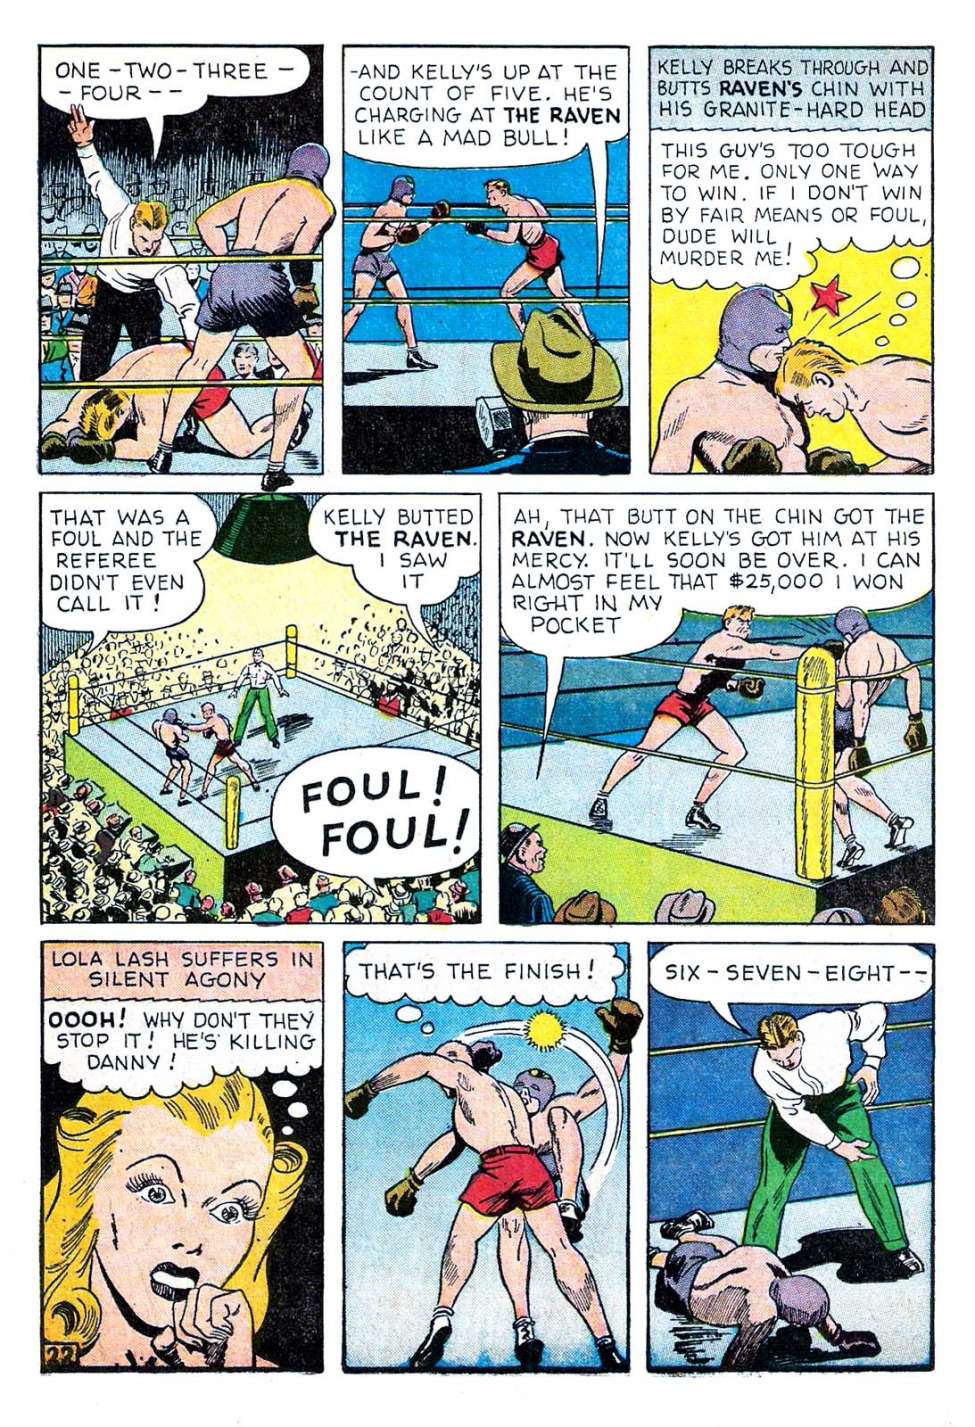 ONE - TWO - THREE -
- FOUR - -
-AND KELLY'S UP AT THE
COUNT OF FIVE. HE'S
CHARGING AT THE RAVEN
LIKE A MAD BULL!
KELLY BREAKS THROUGH AND
BUTTS RAVEN'S CHIN WITH
HIS GRANITE-HARD HEAD
THIS GUY'S TOO TOUGH
FOR ME. ONLY ONE WAY
TO WIN. IF I DON'T WIN
BY FAIR MEANS OR FOUL,
DUDE WILL
MURDER ME!
THAT WAS A
FOUL AND THE
REFEREE
DIDN'T EVEN
CALL IT!
KELLY BUTTED
THE RAVEN.
I SAW
IT
FOUL!
FOUL!
AH, THAT BUTT ON THE CHIN GOT THE
RAVEN. NOW KELLY'S GOT HIM AT HIS
MERCY. IT'LL SOON BE OVER. I CAN
ALMOST FEEL THAT $25,000 I WON
RIGHT IN MY
POCKET
LOLA LASH SUFFERS IN
SILENT AGONY
OOOH! WHY DON'T THEY
STOP IT! HE'S KILLING
DANNY!
22
THAT'S THE FINISH!
SIX - SEVEN - EIGHT - -